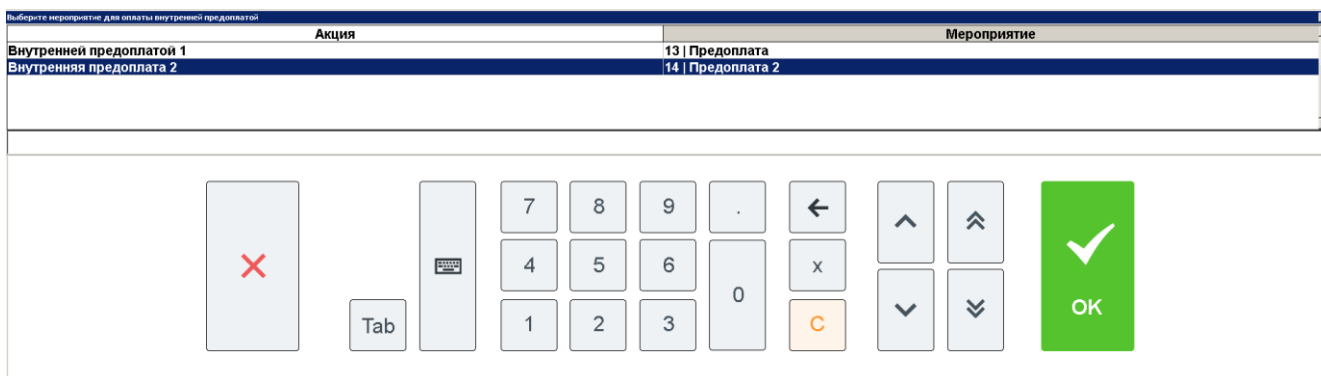 Выберите мероприятие для оплаты внутренней предоплатой
Акция Мероприятие
Внутренней предоплатой 1 13 | Предоплата
Внутренняя предоплата 2 14 | Предоплата 2
7 8 9 .
4 5 6 x
0
Tab 1 2 3 C
OK